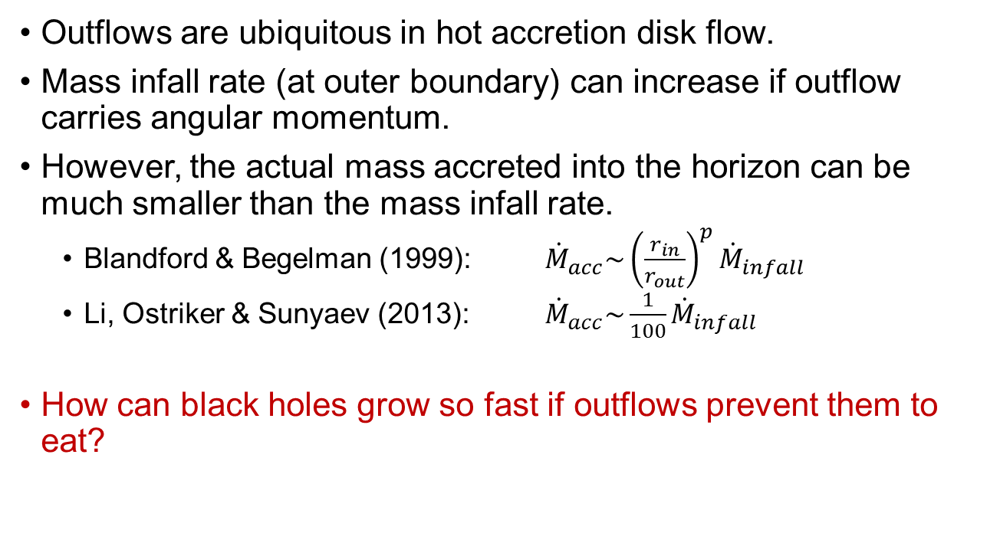 • Outflows are ubiquitous in hot accretion disk flow.
• Mass infall rate (at outer boundary) can increase if outflow
carries angular momentum.
• However, the actual mass accreted into the horizon can be
much smaller than the mass infall rate.
• Blandford & Begelman (1999): $\dot{M}_{acc} \sim \left(\frac{r_{in}}{r_{out}}\right)^p \dot{M}_{infall}$
• Li, Ostriker & Sunyaev (2013): $\dot{M}_{acc} \sim \frac{1}{100} \dot{M}_{infall}$
• How can black holes grow so fast if outflows prevent them to
eat?